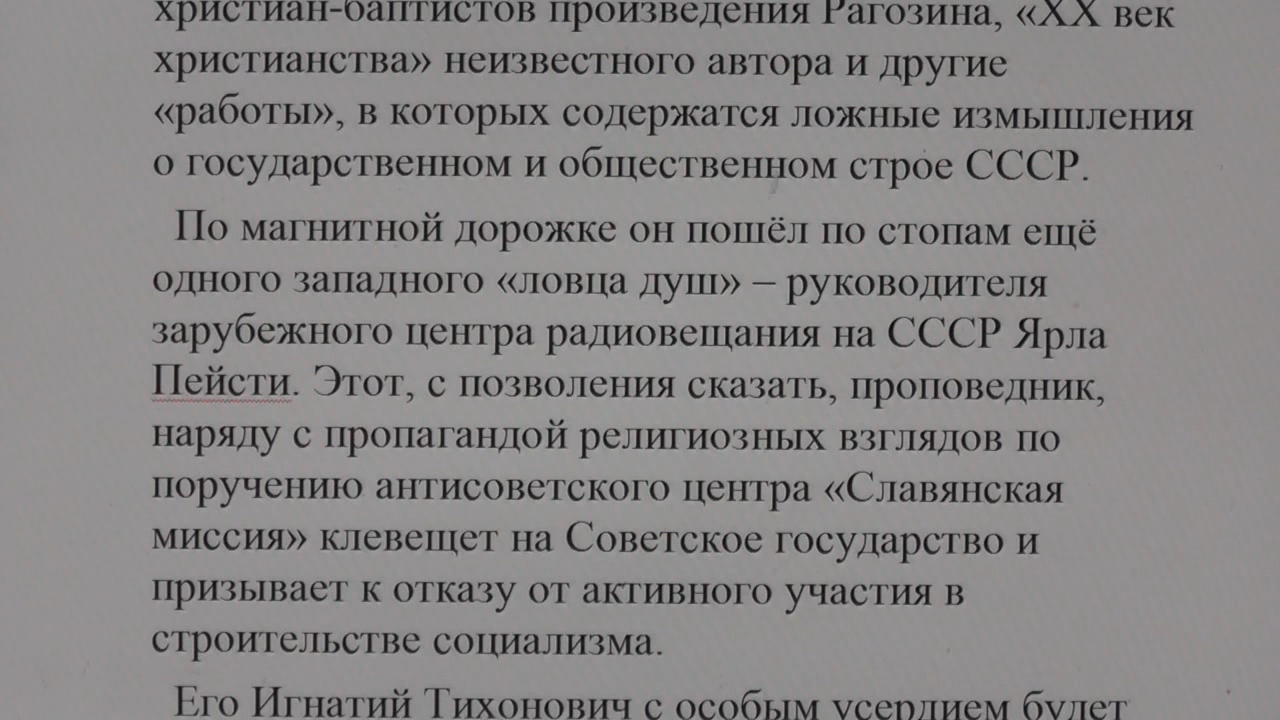 христиан-баптистов произведения Рагозина, «XX век
христианства» неизвестного автора и другие
«работы», в которых содержатся ложные измышления
о государственном и общественном строе СССР.
По магнитной дорожке он пошёл по стопам ещё
одного западного «ловца душ» – руководителя
зарубежного центра радиовещания на СССР Ярла
Пейсти. Этот, с позволения сказать, проповедник,
наряду с пропагандой религиозных взглядов по
поручению антисоветского центра «Славянская
миссия» клевещет на Советское государство и
призывает к отказу от активного участия в
строительстве социализма.
Его Игнатий Тихонович с особым усердием будет